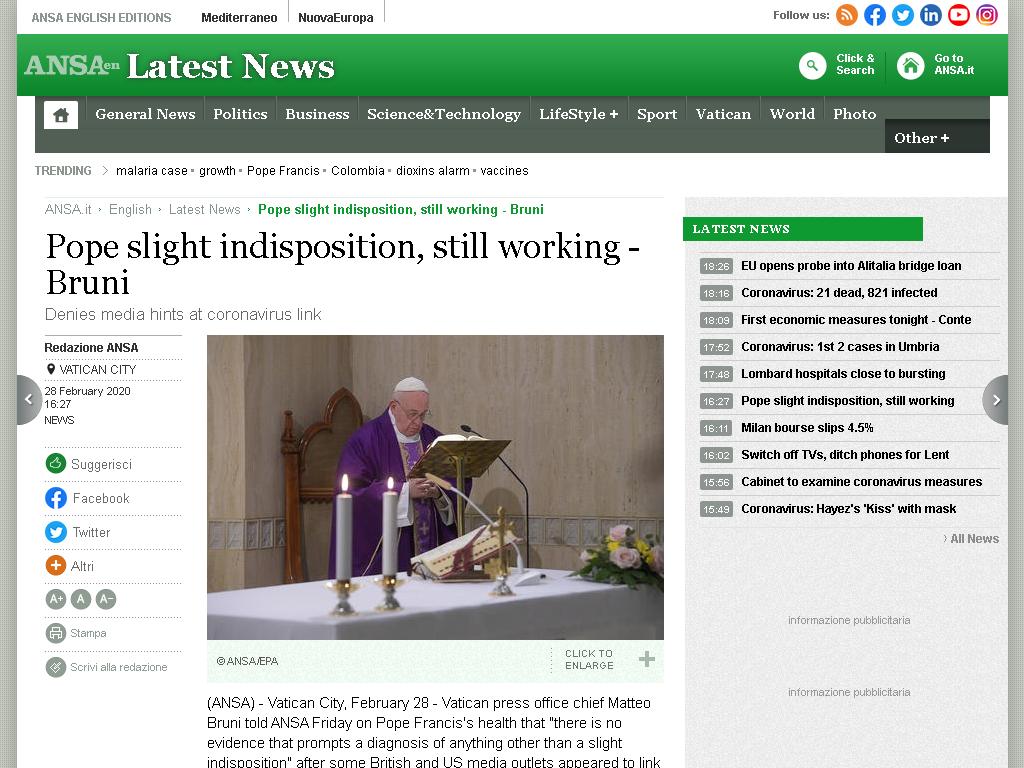 ANSA ENGLISH EDITIONS
Mediterraneo
NuovaEuropa
Follow us:
ANSAen Latest News
Click &
Search
Go to
ANSA.it
General News
Politics
Business
Science&Technology
LifeStyle +
Sport
Vatican
World
Photo
Other +
TRENDING
malaria case • growth • Pope Francis • Colombia • dioxins alarm • vaccines
ANSA.it › English › Latest News › Pope slight indisposition, still working - Bruni
Pope slight indisposition, still working -
Bruni
Denies media hints at coronavirus link
Redazione ANSA
VATICAN CITY
28 February 2020
16:27
NEWS
Suggerisci
Facebook
Twitter
Altri
A+ A A−
Stampa
Scrivi alla redazione
©ANSA/EPA
CLICK TO
ENLARGE
(ANSA) - Vatican City, February 28 - Vatican press office chief Matteo
Bruni told ANSA Friday on Pope Francis's health that "there is no
evidence that prompts a diagnosis of anything other than a slight
indisposition" after some British and US media outlets appeared to link
LATEST NEWS
18:26 EU opens probe into Alitalia bridge loan
18:16 Coronavirus: 21 dead, 821 infected
18:09 First economic measures tonight - Conte
17:52 Coronavirus: 1st 2 cases in Umbria
17:48 Lombard hospitals close to bursting
16:27 Pope slight indisposition, still working
16:11 Milan bourse slips 4.5%
16:02 Switch off TVs, ditch phones for Lent
15:56 Cabinet to examine coronavirus measures
15:49 Coronavirus: Hayez's 'Kiss' with mask
› All News
informazione pubblicitaria
informazione pubblicitaria